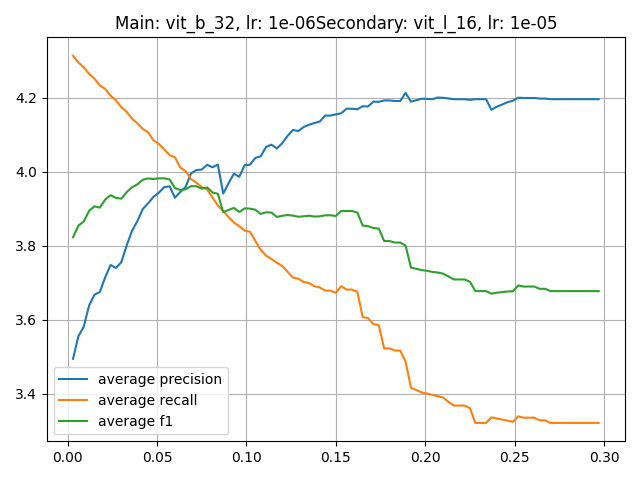 Main: vit_b_32, lr: 1e-06Secondary: vit_l_16, lr: 1e-05
4.2
4.0
3.8
3.6
3.4
average precision
average recall
average f1
0.00 0.05 0.10 0.15 0.20 0.25 0.30